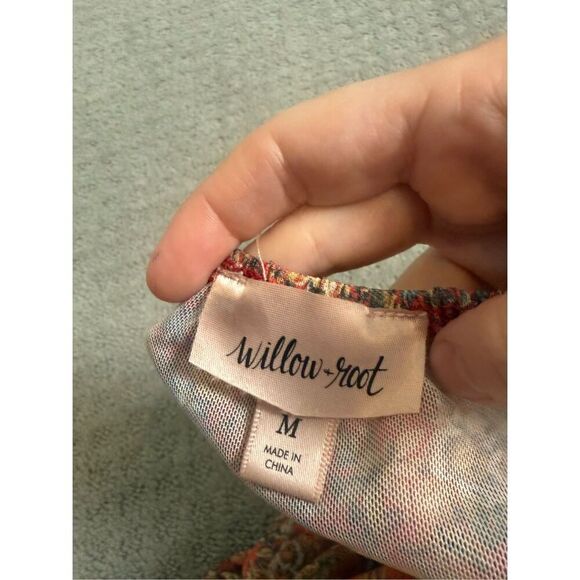 willow + root
M
MADE IN
CHINA